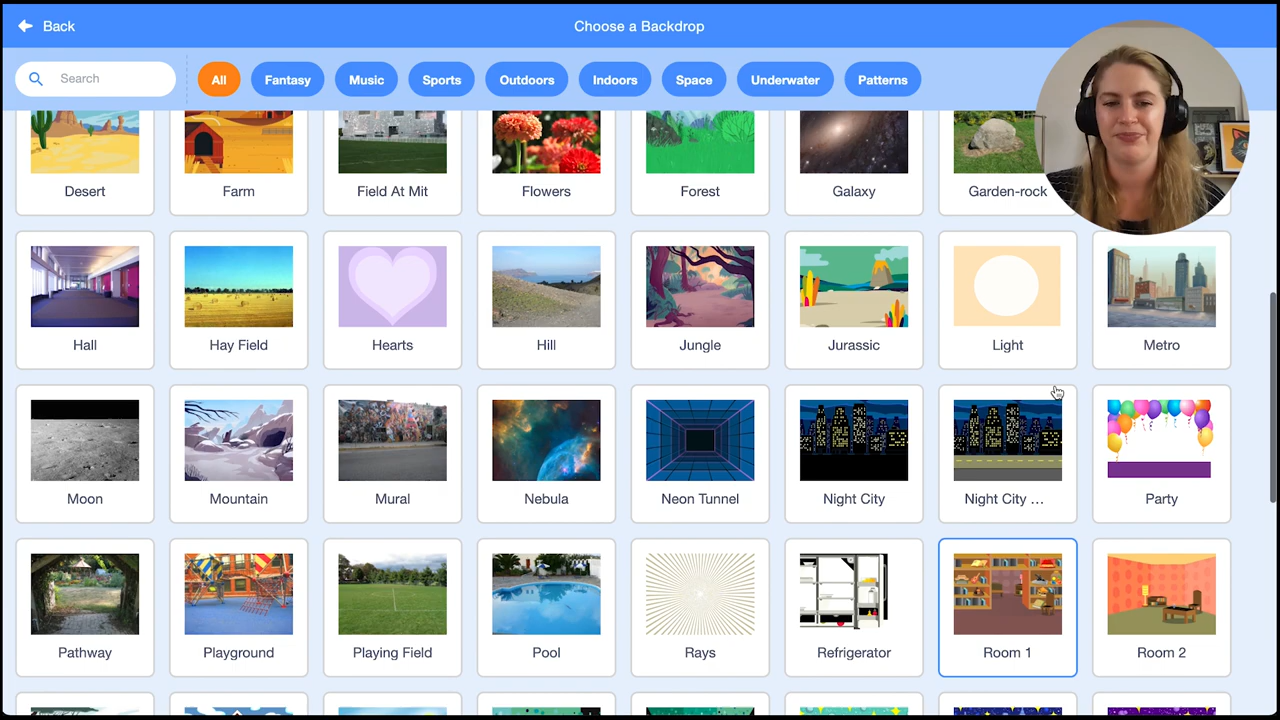 Back
Choose a Backdrop
Search
All
Fantasy
Music
Sports
Outdoors
Indoors
Space
Underwater
Patterns
Desert
Farm
Field At Mit
Flowers
Forest
Galaxy
Garden-rock
Hall
Hay Field
Hearts
Hill
Jungle
Jurassic
Light
Metro
Moon
Mountain
Mural
Nebula
Neon Tunnel
Night City
Night City ...
Party
Pathway
Playground
Playing Field
Pool
Rays
Refrigerator
Room 1
Room 2